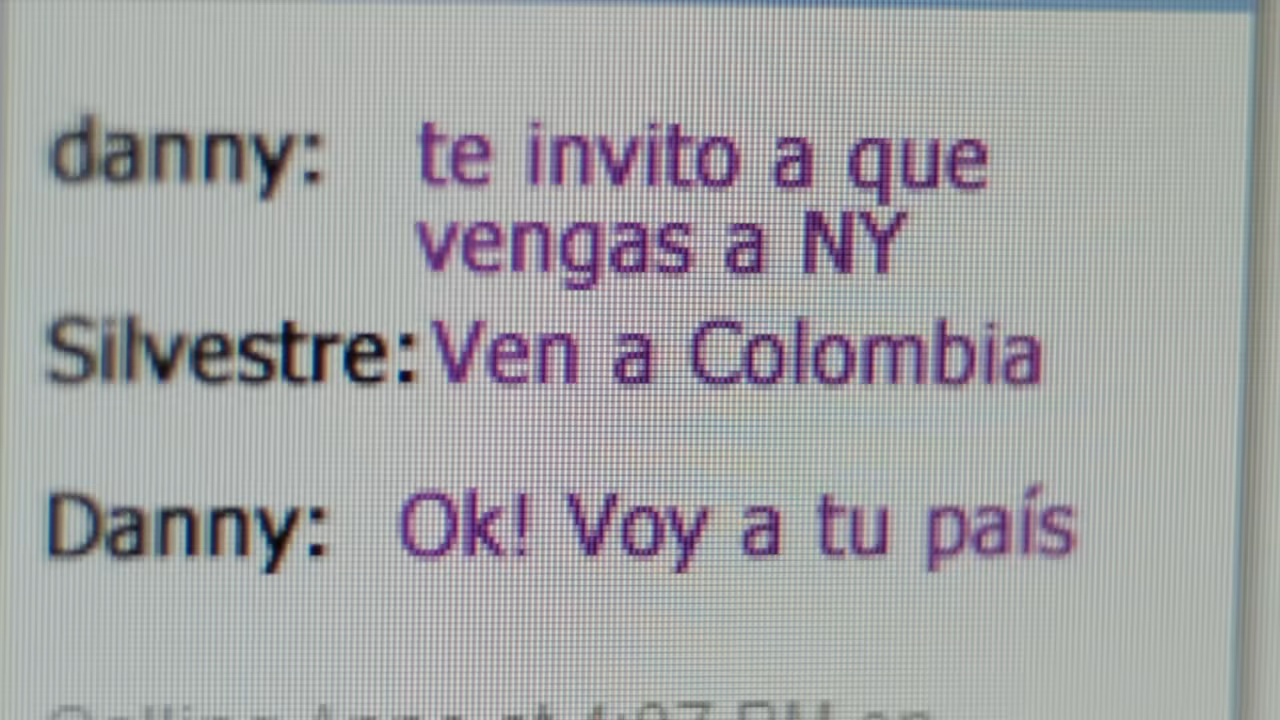 danny: te invito a que
vengas a NY
Silvestre: Ven a Colombia
Danny: Ok! Voy a tu país